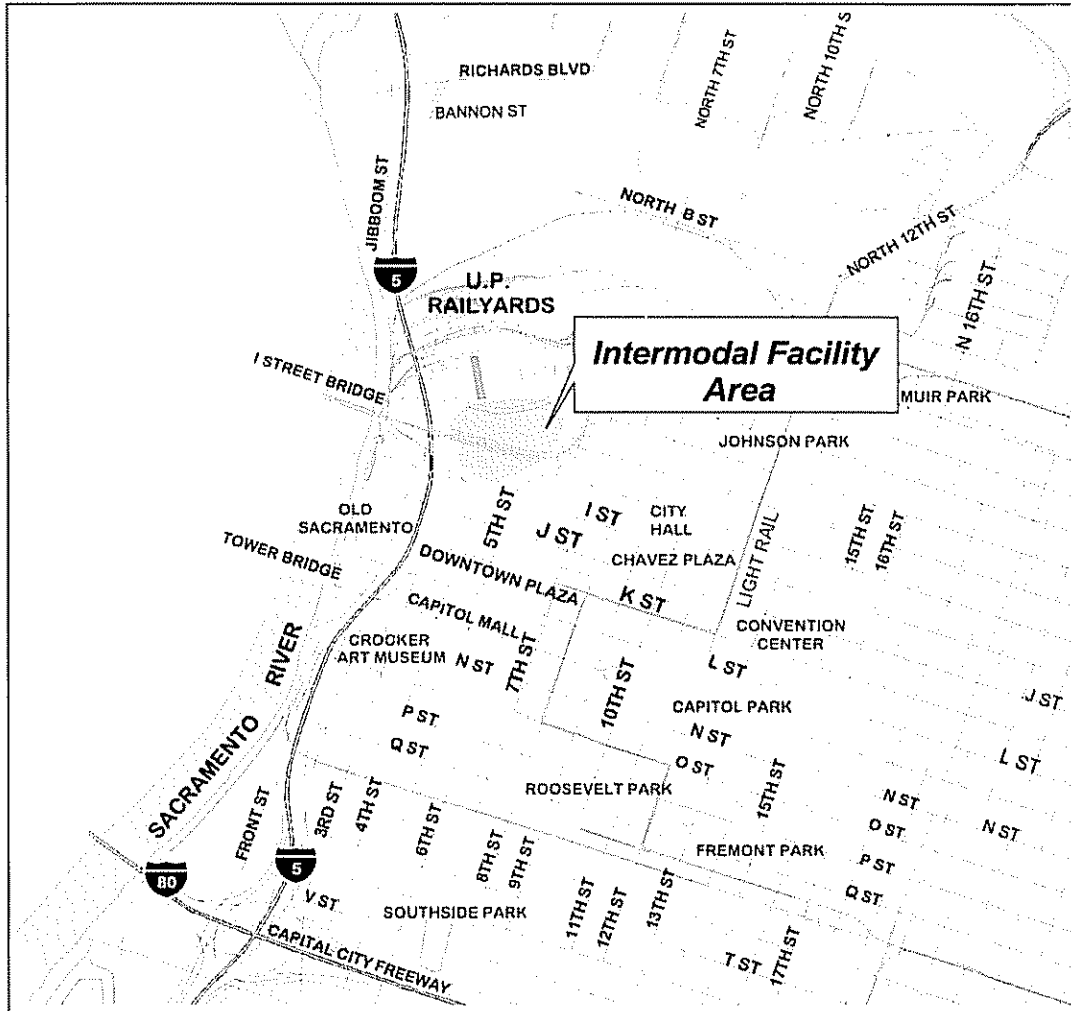 RICHARDS BLVD
BANNON ST
NORTH 7TH ST
NORTH 10TH S
JIBBOOM ST
NORTH B ST
NORTH 12TH ST
N 16TH ST
5
U.P.
RAILYARDS
Intermodal Facility
Area
I STREET BRIDGE
MUIR PARK
JOHNSON PARK
OLD
SACRAMENTO
5TH ST
I ST
J ST
CITY
HALL
CHAVEZ PLAZA
LIGHT RAIL
15TH ST
16TH ST
TOWER BRIDGE
DOWNTOWN PLAZA
K ST
CAPITOL MALL
CONVENTION
CENTER
CROOKER
ART MUSEUM
N ST
7TH ST
10TH ST
L ST
CAPITOL PARK
J ST
SACRAMENTO RIVER
P ST
Q ST
N ST
O ST
L ST
ROOSEVELT PARK
15TH ST
N ST
O ST
P ST
Q ST
N ST
FRONT ST
3RD ST
4TH ST
6TH ST
8TH ST
9TH ST
FREMONT PARK
80
5
V ST
SOUTHSIDE PARK
11TH ST
12TH ST
13TH ST
CAPITAL CITY FREEWAY
T ST
17TH ST